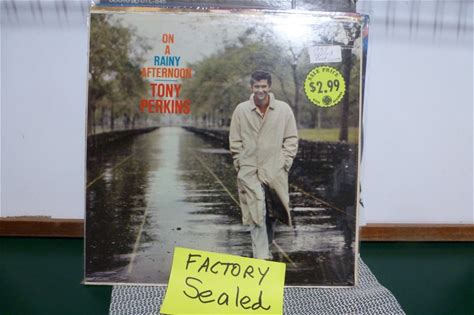 ON
A
RAINY
AFTERNOON
TONY
PERKINS
SALE PRICE
$2.99
FACTORY
Sealed